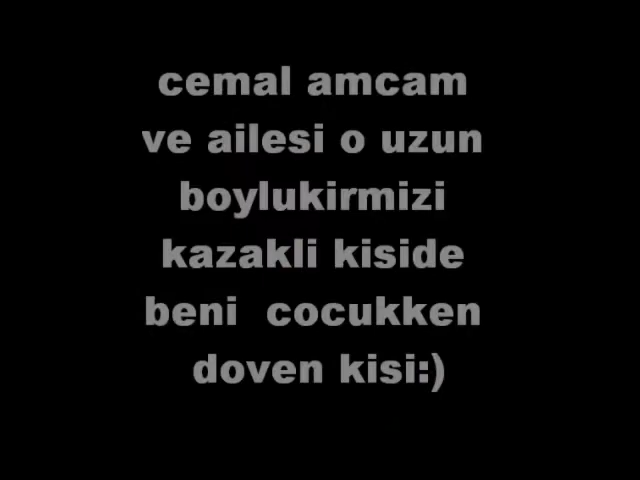 cemal amcam
ve ailesi o uzun
boylukirmizi
kazakli kiside
beni cocukken
doven kisi:)